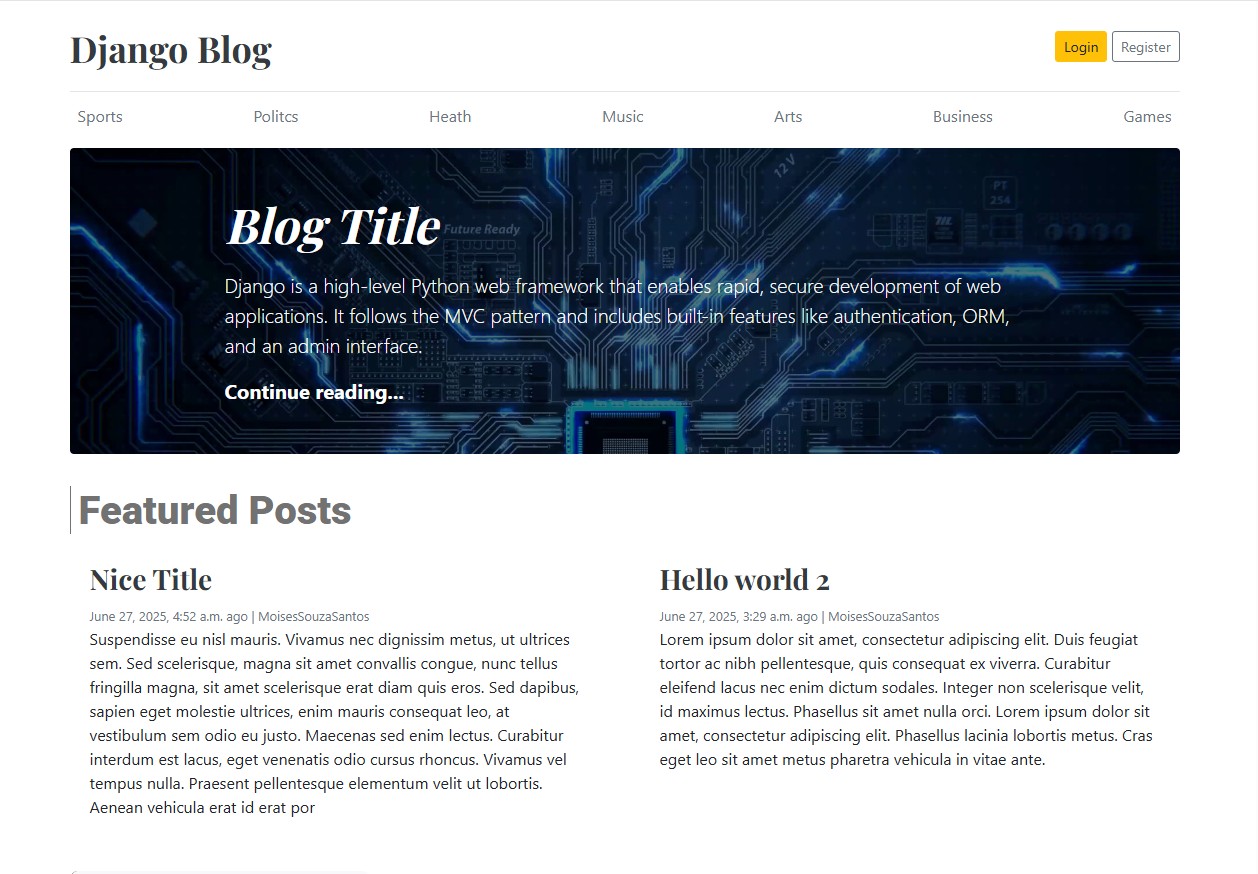 Django Blog
Login
Register
Sports
Politcs
Heath
Music
Arts
Business
Games
12V
PT
254
Future Ready
Blog Title
Django is a high-level Python web framework that enables rapid, secure development of web
applications. It follows the MVC pattern and includes built-in features like authentication, ORM,
and an admin interface.
Continue reading...
Featured Posts
Nice Title
June 27, 2025, 4:52 a.m. ago | MoisesSouzaSantos
Suspendisse eu nisl mauris. Vivamus nec dignissim metus, ut ultrices
sem. Sed scelerisque, magna sit amet convallis congue, nunc tellus
fringilla magna, sit amet scelerisque erat diam quis eros. Sed dapibus,
sapien eget molestie ultrices, enim mauris consequat leo, at
vestibulum sem odio eu justo. Maecenas sed enim lectus. Curabitur
interdum est lacus, eget venenatis odio cursus rhoncus. Vivamus vel
tempus nulla. Praesent pellentesque elementum velit ut lobortis.
Aenean vehicula erat id erat por
Hello world 2
June 27, 2025, 3:29 a.m. ago | MoisesSouzaSantos
Lorem ipsum dolor sit amet, consectetur adipiscing elit. Duis feugiat
tortor ac nibh pellentesque, quis consequat ex viverra. Curabitur
eleifend lacus nec enim dictum sodales. Integer non scelerisque velit,
id maximus lectus. Phasellus sit amet nulla orci. Lorem ipsum dolor sit
amet, consectetur adipiscing elit. Phasellus lacinia lobortis metus. Cras
eget leo sit amet metus pharetra vehicula in vitae ante.